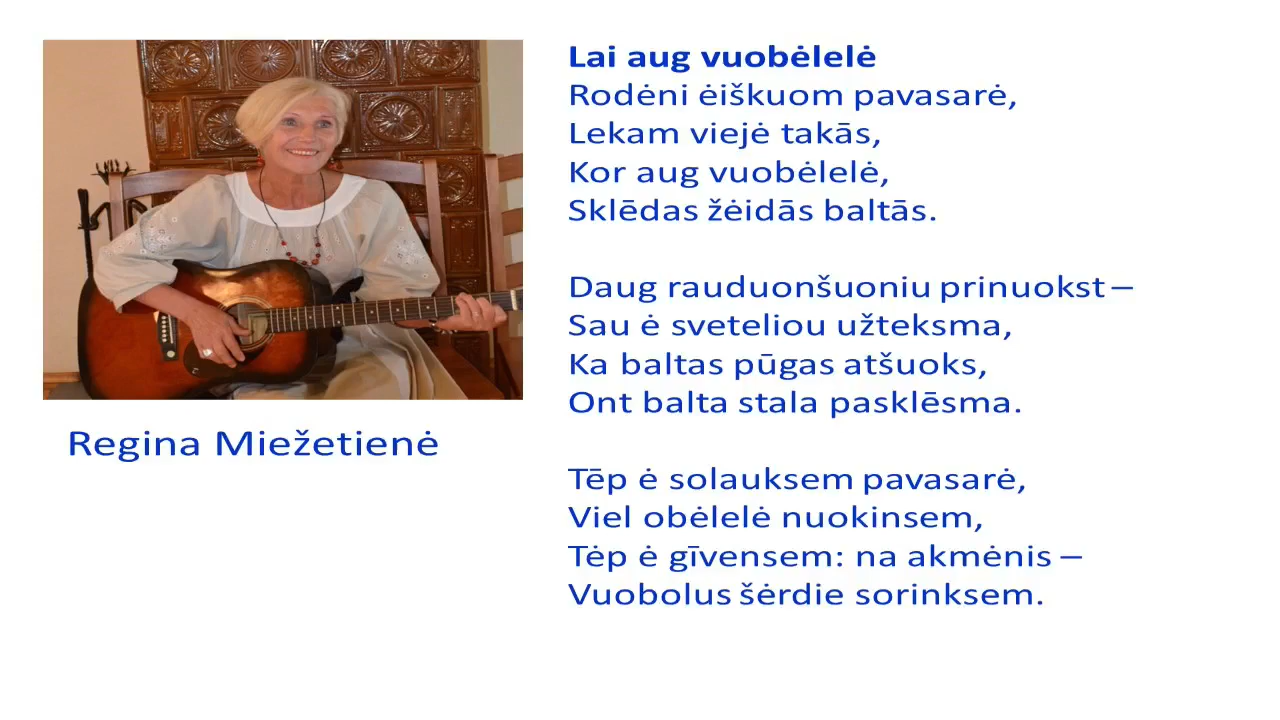 Lai aug vuobėlelė
Rodėni ėiškuom pavasarė,
Lekam viejė takās,
Kor aug vuobėlelė,
Sklēdas žėidās baltās.
Daug rauduonšuoniu prinuokst –
Sau ė sveteliou užteksma,
Ka baltas pūgas atšuoks,
Ont balta stala pasklēsma.
Tēp ė solauksem pavasarė,
Viel obėlelė nuokinsem,
Tėp ė gīvensem: na akmėnis –
Vuobolus šėrdie sorinksem.
Regina Miežetienė